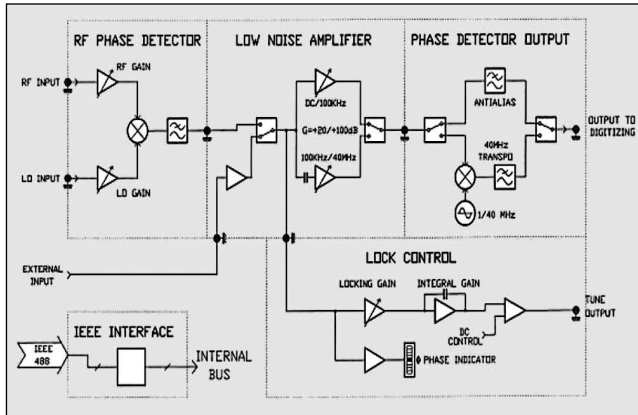 RF PHASE DETECTOR
LOW NOISE AMPLIFIER
PHASE DETECTOR OUTPUT
RF INPUT
RF GAIN
DC/100KHz
ANTIALIAS
G=+20/+100dB
OUTPUT TO
DIGITIZING
100KHz/40MHz
40MHz
TRANSPO
LO INPUT
LO GAIN
1/40 MHz
LOCK CONTROL
EXTERNAL
INPUT
LOCKING GAIN
INTEGRAL GAIN
TUNE
OUTPUT
DC
CONTROL
IEEE INTERFACE
IEEE
488
INTERNAL
BUS
PHASE INDICATOR